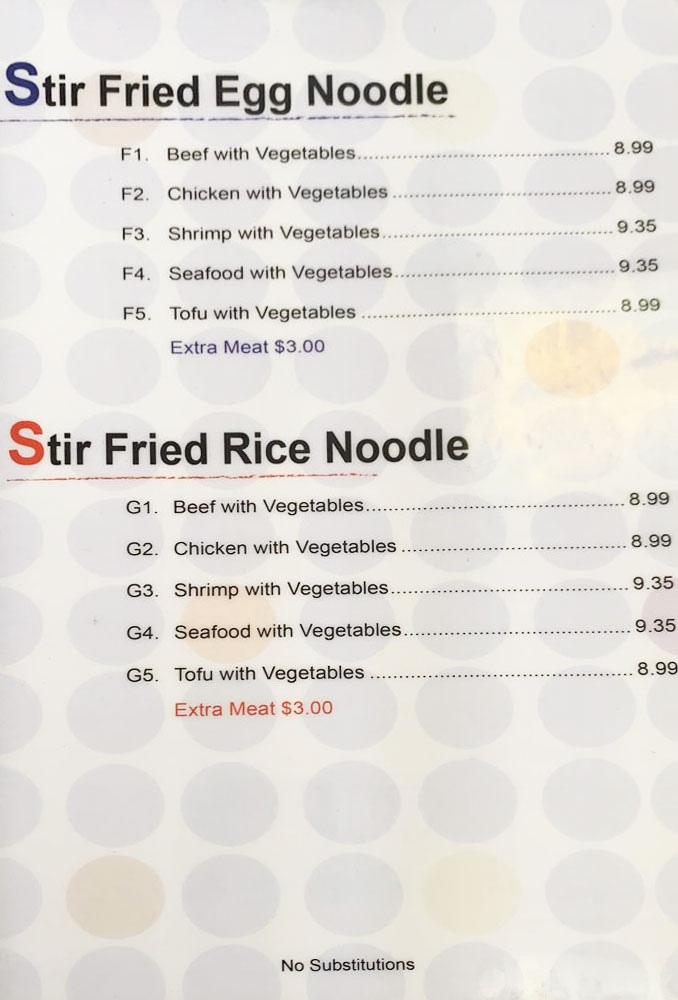 Stir Fried Egg Noodle
F1. Beef with Vegetables........................................... 8.99
F2. Chicken with Vegetables ..................................... 8.99
F3. Shrimp with Vegetables....................................... 9.35
F4. Seafood with Vegetables..................................... 9.35
F5. Tofu with Vegetables ........................................... 8.99
Extra Meat $3.00
Stir Fried Rice Noodle
G1. Beef with Vegetables........................................... 8.99
G2. Chicken with Vegetables ..................................... 8.99
G3. Shrimp with Vegetables....................................... 9.35
G4. Seafood with Vegetables..................................... 9.35
G5. Tofu with Vegetables ........................................... 8.99
Extra Meat $3.00
No Substitutions